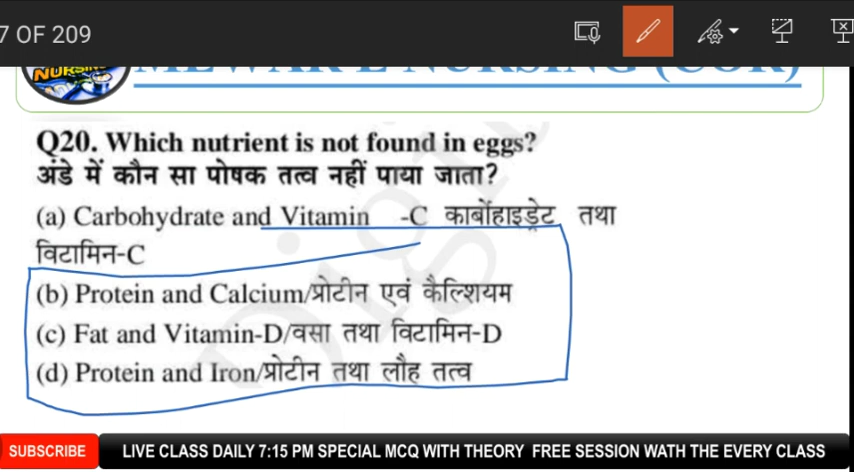 7 OF 209
NURSING
Q20. Which nutrient is not found in eggs?
अंडे में कौन सा पोषक तत्व नहीं पाया जाता?
(a) Carbohydrate and Vitamin -C कार्बोहाइड्रेट तथा
विटामिन-C
(b) Protein and Calcium/प्रोटीन एवं कैल्शियम
(c) Fat and Vitamin-D/वसा तथा विटामिन-D
(d) Protein and Iron/प्रोटीन तथा लौह तत्व
SUBSCRIBE LIVE CLASS DAILY 7:15 PM SPECIAL MCQ WITH THEORY FREE SESSION WATH THE EVERY CLASS